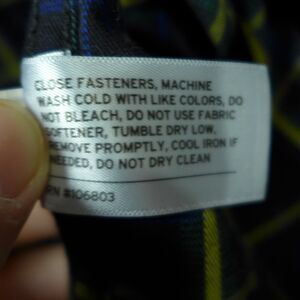 CLOSE FASTENERS, MACHINE
WASH COLD WITH LIKE COLORS, DO
NOT BLEACH, DO NOT USE FABRIC
SOFTENER, TUMBLE DRY LOW,
REMOVE PROMPTLY, COOL IRON IF
NEEDED, DO NOT DRY CLEAN
RN #106803